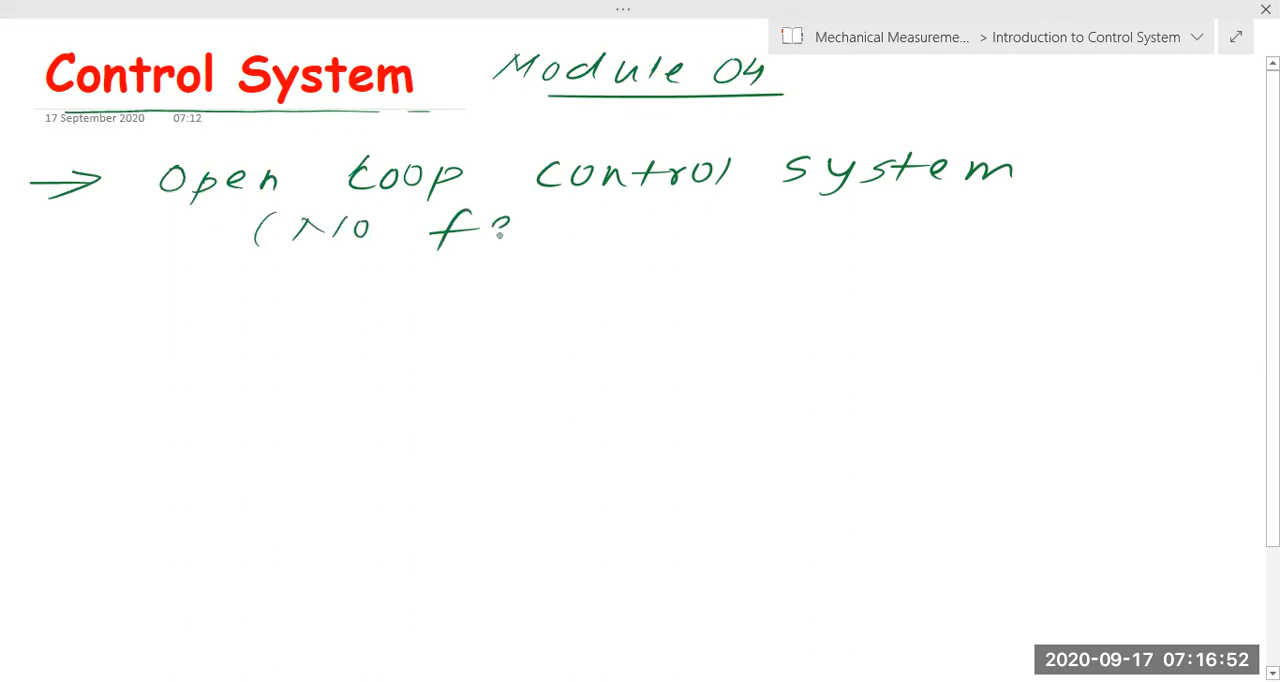 Mechanical Measureme... > Introduction to Control System
Control System Module 04
17 September 2020 07:12
→ Open Loop control system
( No f
2020-09-17 07:16:52